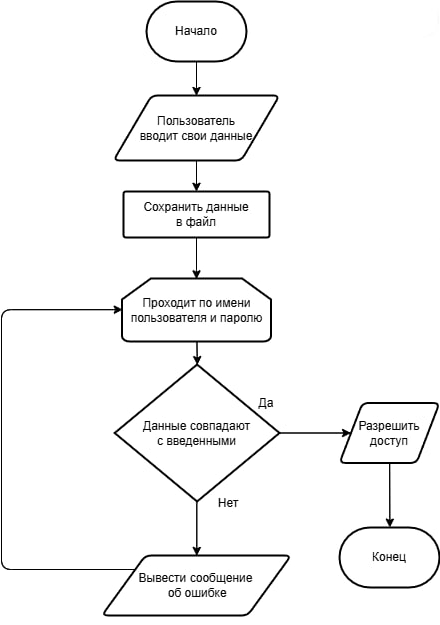 Начало
Пользователь
вводит свои данные
Сохранить данные
в файл
Проходит по имени
пользователя и паролю
Данные совпадают
с введенными
Да
Разрешить
доступ
Нет
Конец
Вывести сообщение
об ошибке